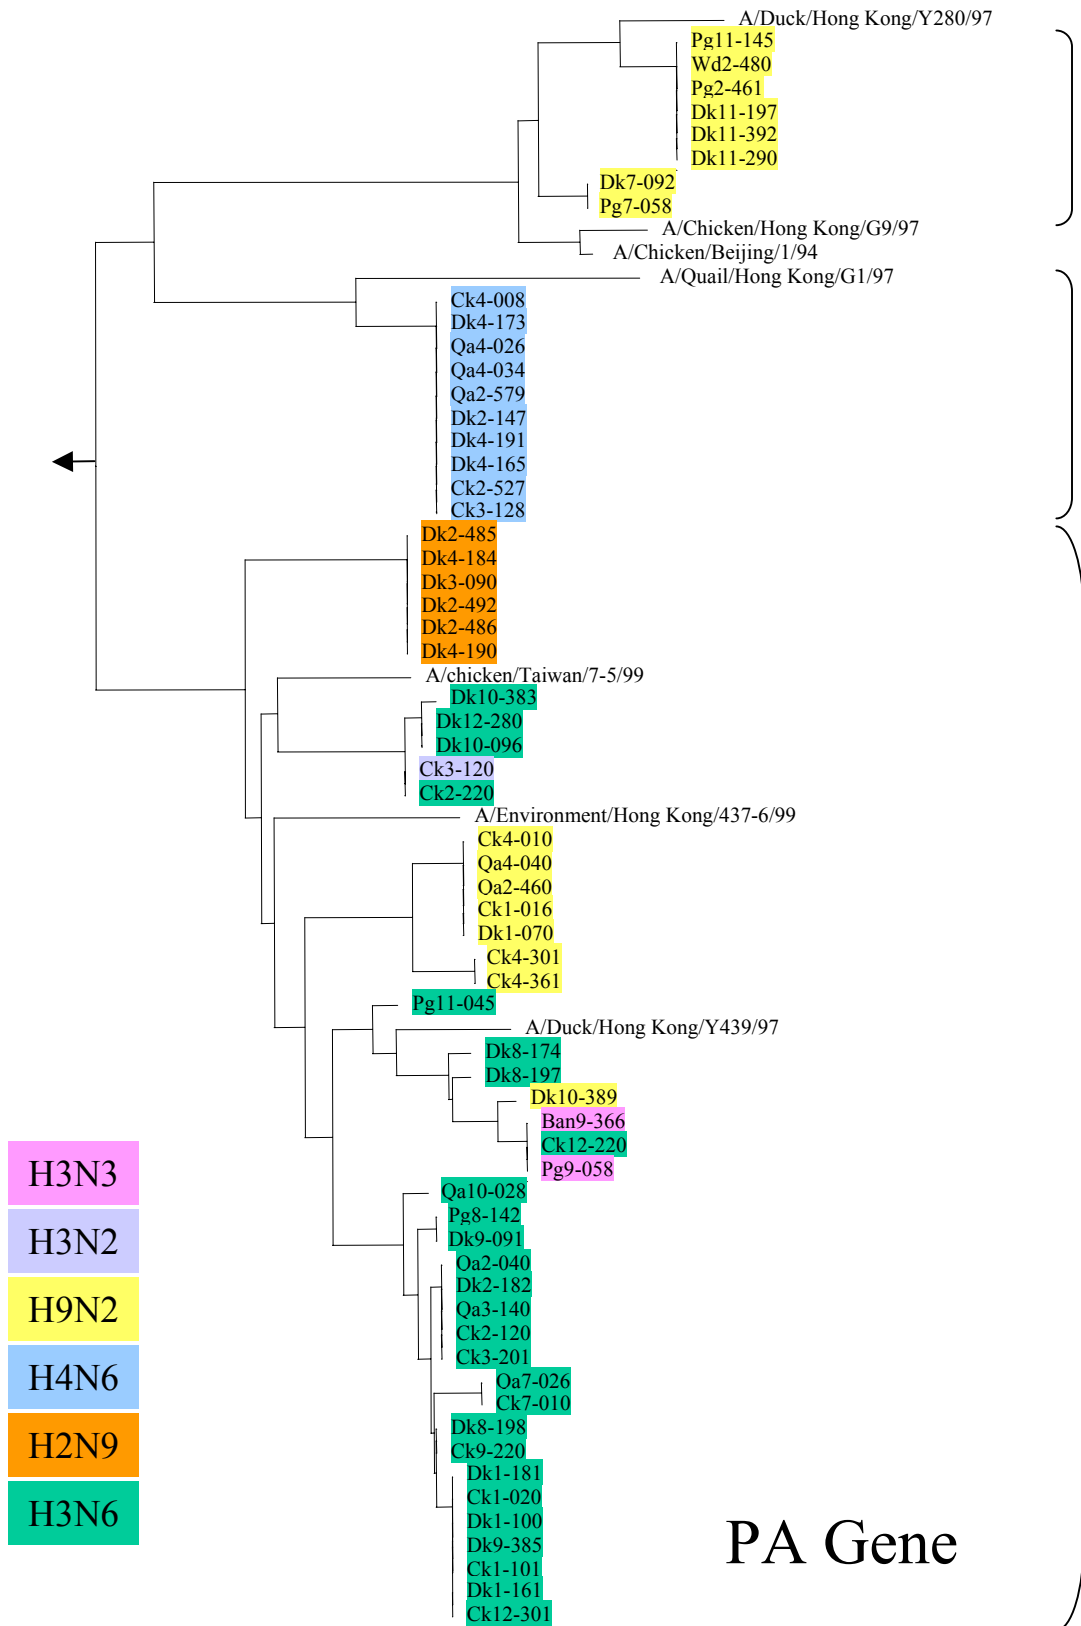 A/Duck/Hong Kong/Y280/97
Pg11-145
Wd2-480
Pg2-461
Dk11-197
Dk11-392
Dk11-290
Dk7-092
Pg7-058
A/Chicken/Hong Kong/G9/97
A/Chicken/Beijing/1/94
A/Quail/Hong Kong/G1/97
Ck4-008
Dk4-173
Qa4-026
Qa4-034
Qa2-579
Dk2-147
Dk4-191
Dk4-165
Ck2-527
Ck3-128
Dk2-485
Dk4-184
Dk3-090
Dk2-492
Dk2-486
Dk4-190
A/chicken/Taiwan/7-5/99
Dk10-383
Dk12-280
Dk10-096
Ck3-120
Ck2-220
A/Environment/Hong Kong/437-6/99
Ck4-010
Qa4-040
Qa2-460
Ck1-016
Dk1-070
Ck4-301
Ck4-361
Pg11-045
A/Duck/Hong Kong/Y439/97
Dk8-174
Dk8-197
Dk10-389
Ban9-366
Ck12-220
Pg9-058
Qa10-028
Pg8-142
Dk9-091
Qa2-040
Dk2-182
Qa3-140
Ck2-120
Ck3-201
Qa7-026
Ck7-010
Dk8-198
Ck9-220
Dk1-181
Ck1-020
Dk1-100
Dk9-385
Ck1-101
Dk1-161
Ck12-301
H3N3
H3N2
H9N2
H4N6
H2N9
H3N6
PA Gene